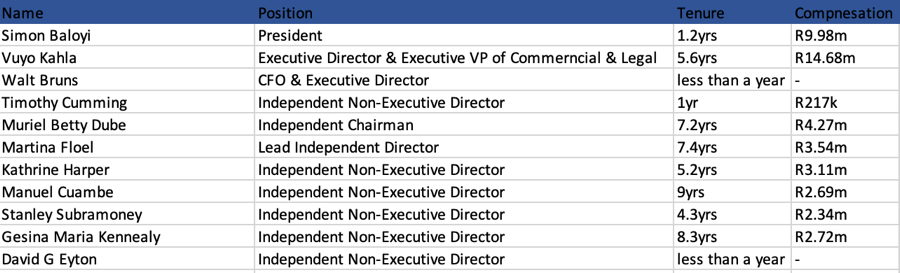 Name Position Tenure Compnesation
Simon Baloyi President 1.2yrs R9.98m
Vuyo Kahla Executive Director & Executive VP of Commerncial & Legal 5.6yrs R14.68m
Walt Bruns CFO & Executive Director less than a year -
Timothy Cumming Independent Non-Executive Director 1yr R217k
Muriel Betty Dube Independent Chairman 7.2yrs R4.27m
Martina Floel Lead Independent Director 7.4yrs R3.54m
Kathrine Harper Independent Non-Executive Director 5.2yrs R3.11m
Manuel Cuambe Independent Non-Executive Director 9yrs R2.69m
Stanley Subramoney Independent Non-Executive Director 4.3yrs R2.34m
Gesina Maria Kennealy Independent Non-Executive Director 8.3yrs R2.72m
David G Eyton Independent Non-Executive Director less than a year -